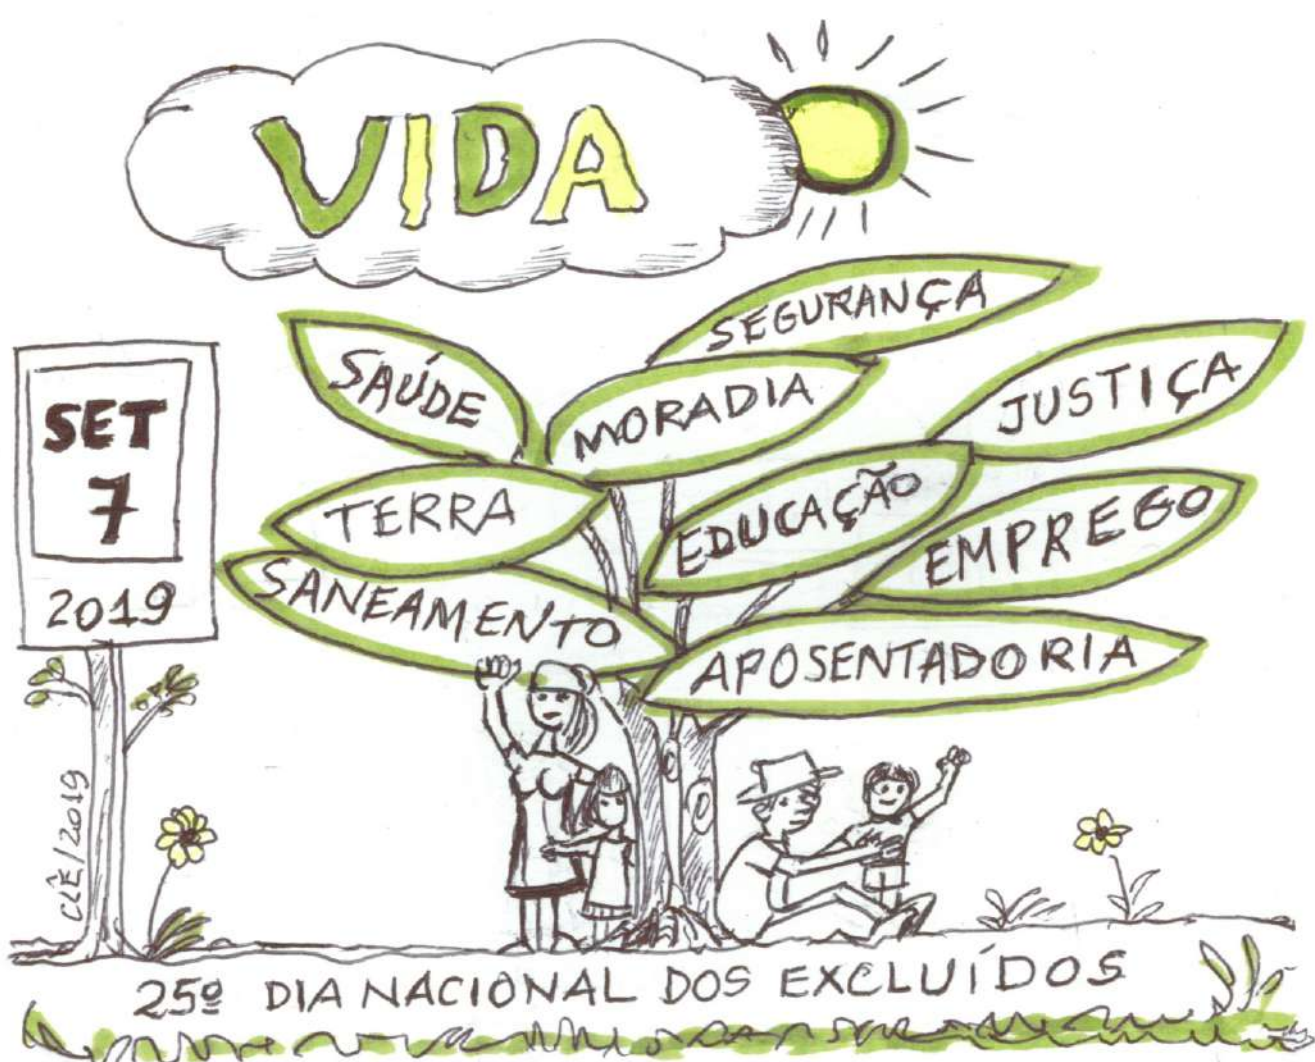 VIDA
SEGURANÇA
SAÚDE
MORADIA
JUSTIÇA
SET
7
2019
TERRA
EDUCAÇÃO
EMPREGO
SANEAMENTO
APOSENTADORIA
CLÊ/2019
25º DIA NACIONAL DOS EXCLUÍDOS